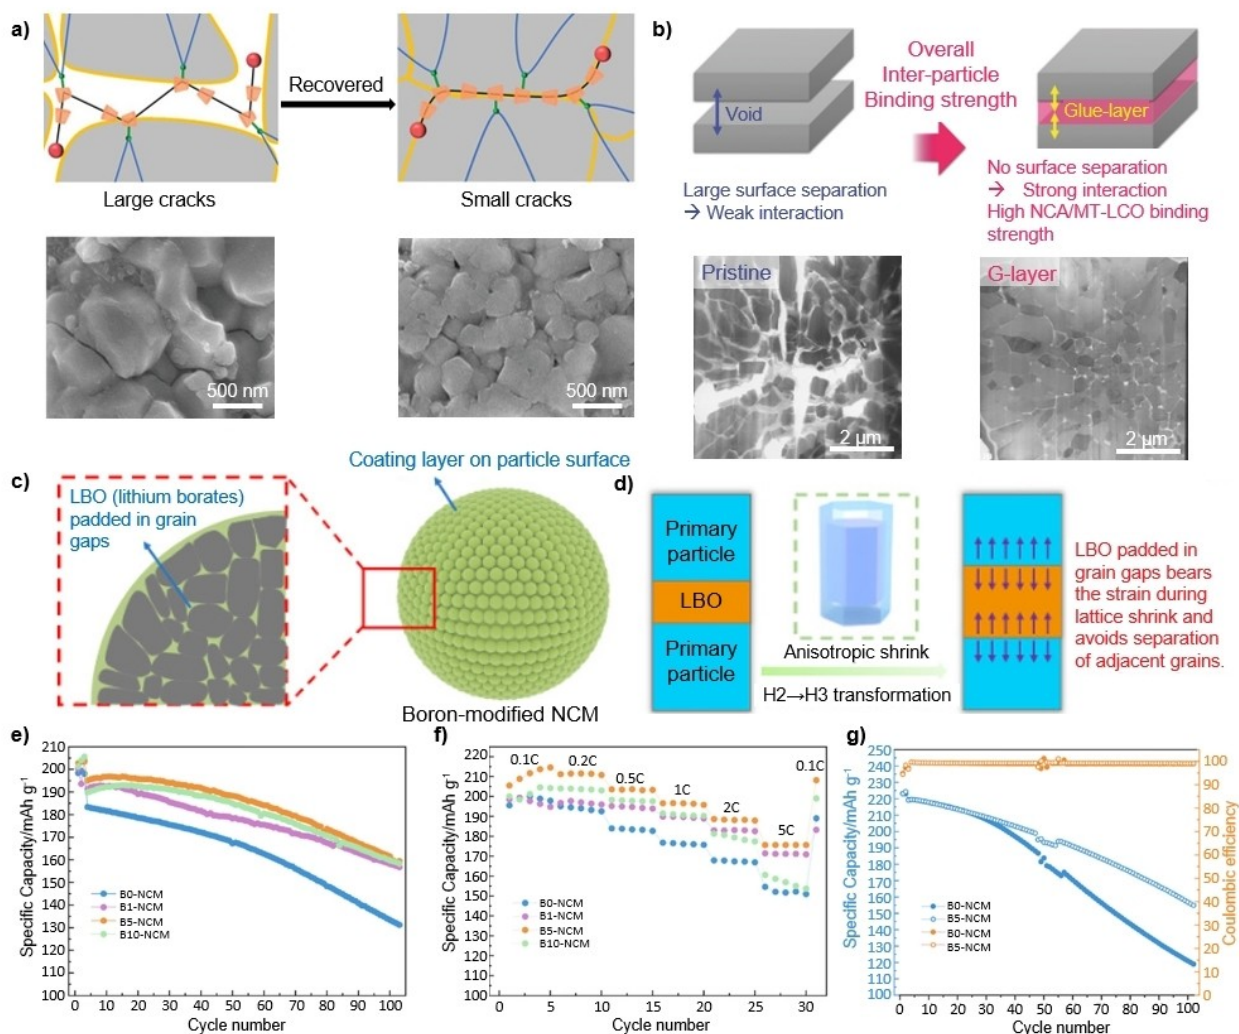 a)
Recovered
Large cracks
Small cracks
500 nm
500 nm
b)
Void
Overall
Inter-particle
Binding strength
Glue-layer
Large surface separation
→ Weak interaction
No surface separation
→ Strong interaction
High NCA/MT-LCO binding
strength
Pristine
2 µm
G-layer
2 µm
c)
LBO (lithium borates)
padded in grain
gaps
Coating layer on particle surface
Boron-modified NCM
d)
Primary
particle
LBO
Primary
particle
Anisotropic shrink
H2→H3 transformation
LBO padded in
grain gaps bears
the strain during
lattice shrink and
avoids separation
of adjacent grains.
e)
Specific Capacity/mAh g⁻¹
210
200
190
180
170
160
150
140
130
120
110
100
B0-NCM
B1-NCM
B5-NCM
B10-NCM
0 10 20 30 40 50 60 70 80 90 100
Cycle number
f)
Specific Capacity/mAh g⁻¹
220
210
200
190
180
170
160
150
140
130
120
110
100
0.1C
0.2C
0.5C
1C
2C
5C
0.1C
B0-NCM
B1-NCM
B5-NCM
B10-NCM
0 5 10 15 20 25 30
Cycle number
g)
Specific Capacity/mAh g⁻¹
250
240
230
220
210
200
190
180
170
160
150
140
130
120
110
100
B0-NCM
B5-NCM
B0-NCM
B5-NCM
100
90
80
70
60
50
40
30
20
10
0
Coulombic efficiency
0 10 20 30 40 50 60 70 80 90 100
Cycle number